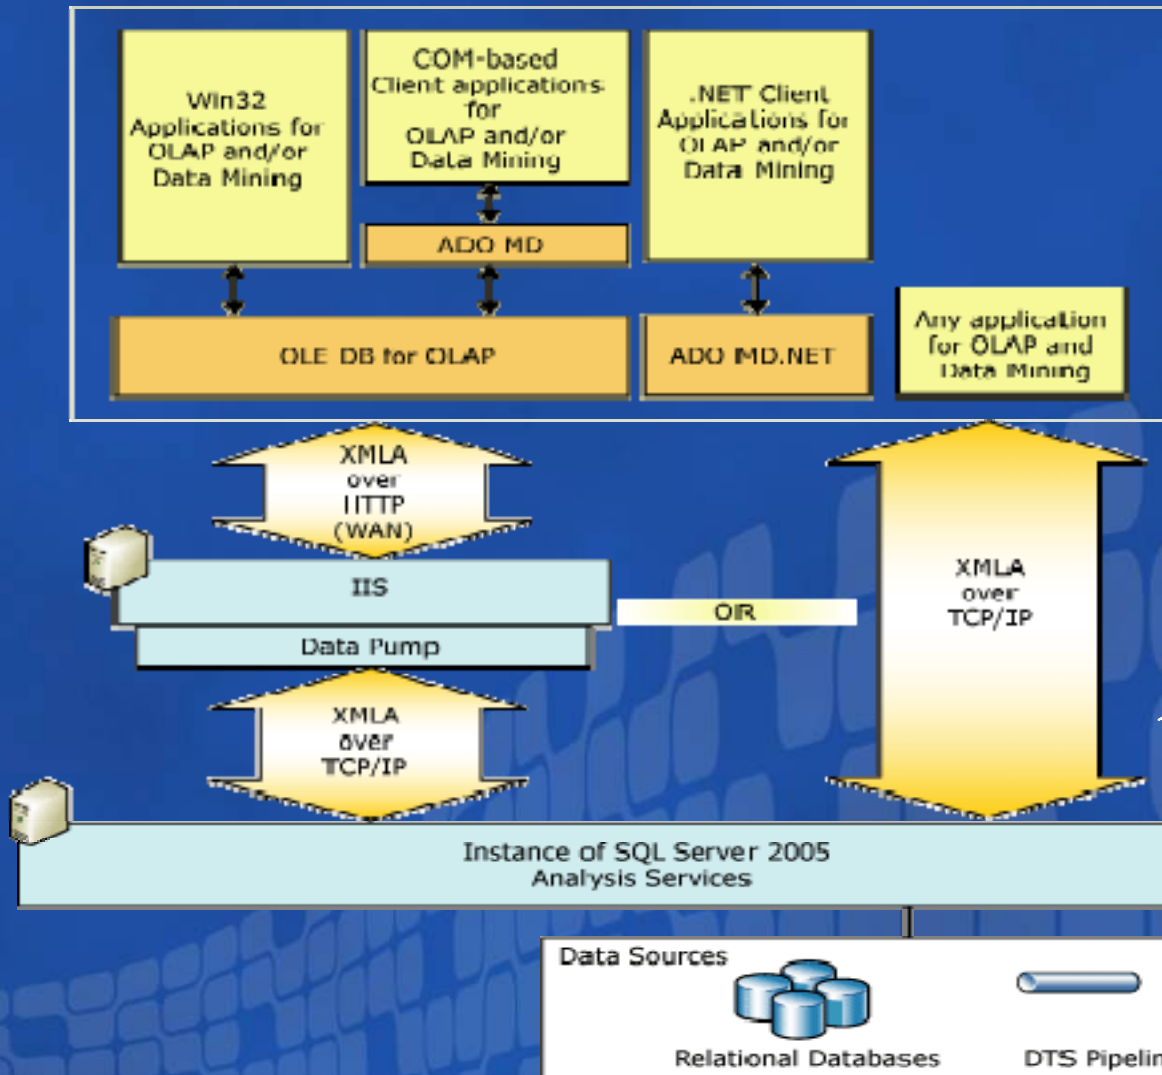 Win32
Applications for
OLAP and/or
Data Mining
COM-based
Client applications
for
OLAP and/or
Data Mining
.NET Client
Applications for
OLAP and/or
Data Mining
ADO MD
OLE DB for OLAP
ADO MD.NET
Any application
for OLAP and
Data Mining
XMLA
over
HTTP
(WAN)
IIS
Data Pump
OR
XMLA
over
TCP/IP
XMLA
over
TCP/IP
Instance of SQL Server 2005
Analysis Services
Data Sources
Relational Databases
DTS Pipelin